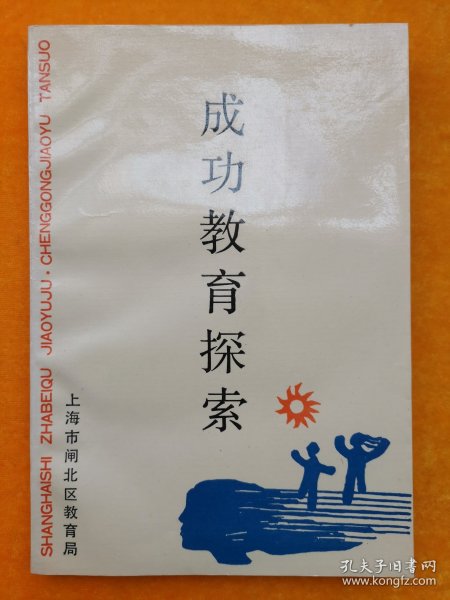 成功教育探索
SHANGHAISHI ZHABEIQU JIAOYUJU · CHENGGONGJIAOYU TANSUO
上海市闸北区教育局
孔夫子旧书网
www.kongfz.com